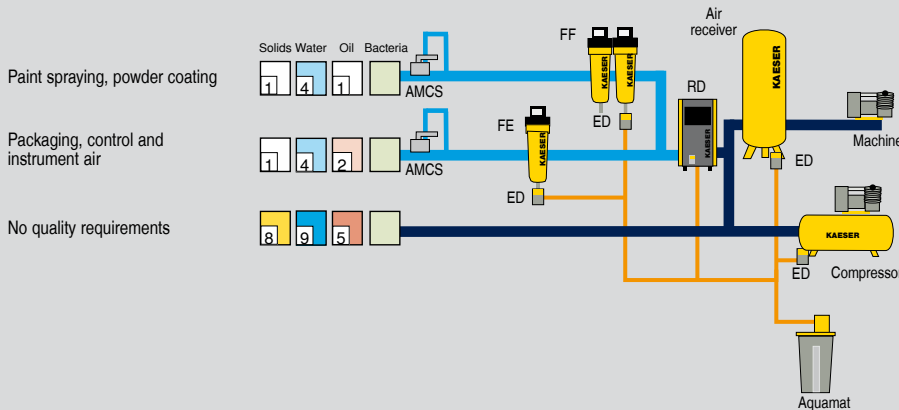 Air
receiver
FF
Solids Water Oil Bacteria
KAESER
KAESER
KAESER
RD
Paint spraying, powder coating
1 4 1
AMCS
ED
FE
KAESER
KAESER
Machine
Packaging, control and
instrument air
1 4 2
AMCS
ED
ED
No quality requirements
8 9 5
KAESER
ED
Compressor
Aquamat